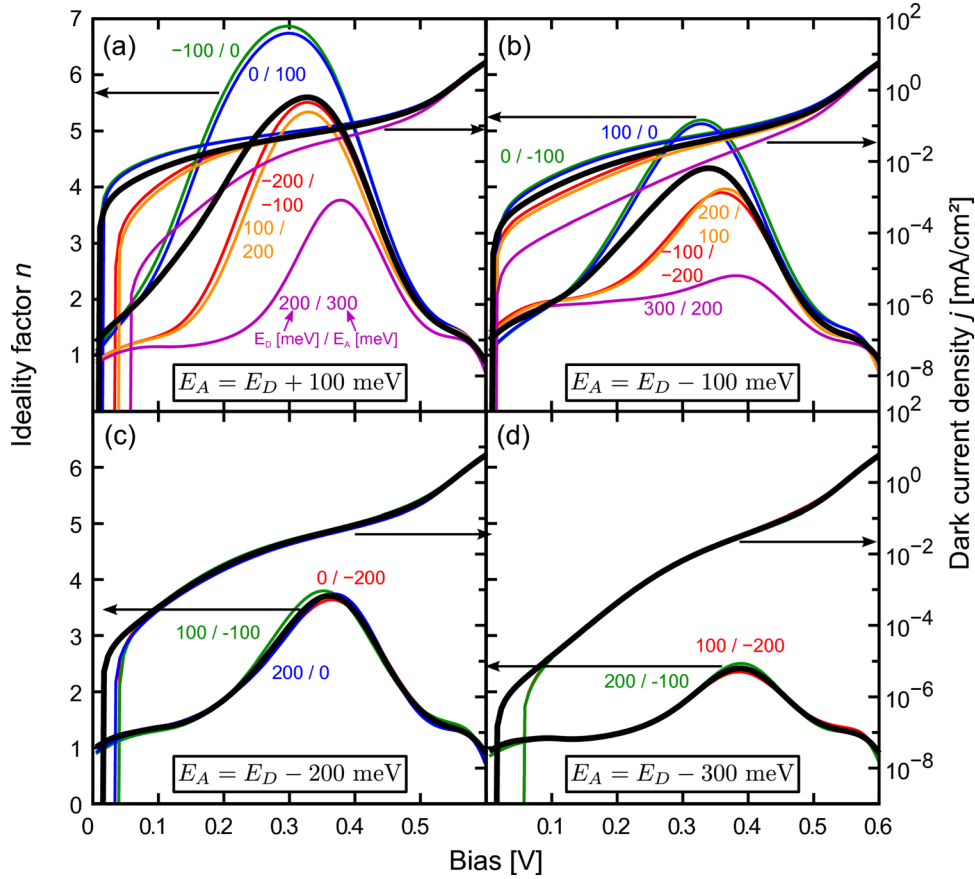 Ideality factor n
7
6
5
4
3
2
1
(a)
−100 / 0
0 / 100
−200 /
−100
100 /
200
200 / 300
E_D [meV] / E_A [meV]
E_A = E_D + 100 meV
(b)
0 / -100
100 / 0
200 /
100
−100 /
−200
300 / 200
E_A = E_D − 100 meV
10²
10⁰
10⁻²
10⁻⁴
10⁻⁶
10⁻⁸
10²
Dark current density j [mA/cm²]
6
5
4
3
2
1
0
(c)
0 / −200
100 / -100
200 / 0
E_A = E_D − 200 meV
(d)
100 / −200
200 / -100
E_A = E_D − 300 meV
10⁰
10⁻²
10⁻⁴
10⁻⁶
10⁻⁸
0 0.1 0.2 0.3 0.4 0.5 0.1 0.2 0.3 0.4 0.5 0.6
Bias [V]